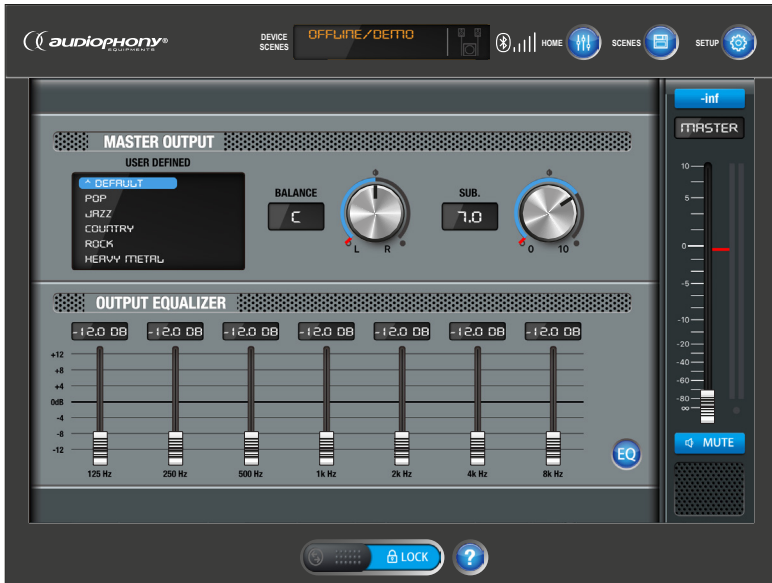 audiophony®
EQUIPMENTS
DEVICE
SCENES
OFFLINE/DEMO
HOME
SCENES
SETUP
-inf
MASTER
MASTER OUTPUT
USER DEFINED
^ DEFAULT
POP
JAZZ
COUNTRY
ROCK
HEAVY METAL
BALANCE
C
L R
SUB.
7.0
0 10
OUTPUT EQUALIZER
-12.0 DB -12.0 DB -12.0 DB -12.0 DB -12.0 DB -12.0 DB -12.0 DB
+12
+8
+4
0dB
-4
-8
-12
125 Hz 250 Hz 500 Hz 1k Hz 2k Hz 4k Hz 8k Hz
EQ
10
5
0
-5
-10
-20
-40
-60
-80
∞
MUTE
LOCK
?